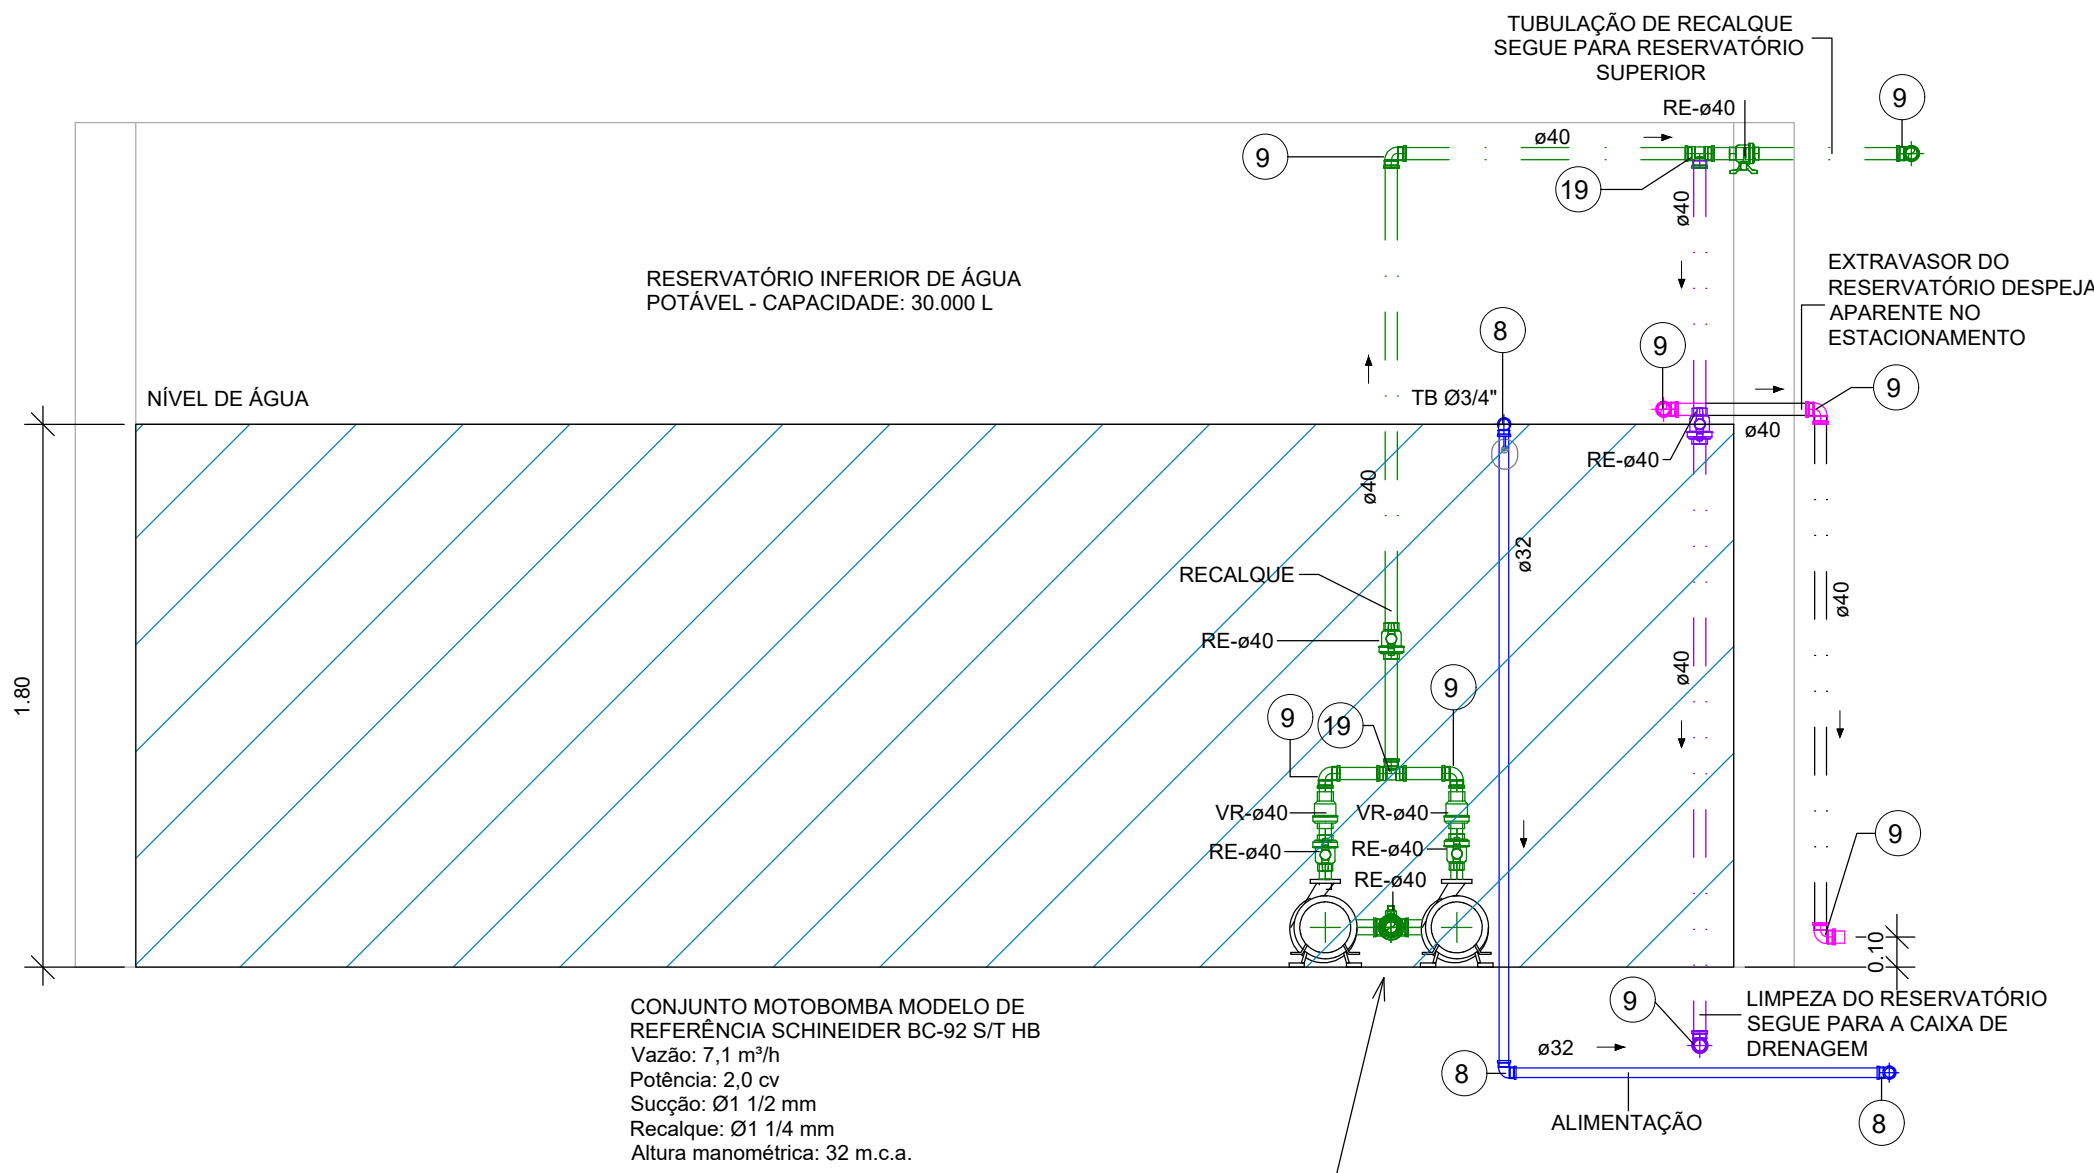 TUBULAÇÃO DE RECALQUE
SEGUE PARA RESERVATÓRIO
SUPERIOR
RE-ø40
9
ø40
9
19
ø40
RESERVATÓRIO INFERIOR DE ÁGUA
POTÁVEL - CAPACIDADE: 30.000 L
EXTRAVASOR DO
RESERVATÓRIO DESPEJA
APARENTE NO
ESTACIONAMENTO
8
9
9
NÍVEL DE ÁGUA
TB Ø3/4"
ø40
RE-ø40
ø40
ø32
RECALQUE
ø40
RE-ø40
ø40
1.80
9
9
19
VR-ø40
VR-ø40
RE-ø40
RE-ø40
9
RE-ø40
0.10
CONJUNTO MOTOBOMBA MODELO DE
REFERÊNCIA SCHINEIDER BC-92 S/T HB
Vazão: 7,1 m³/h
Potência: 2,0 cv
Sucção: Ø1 1/2 mm
Recalque: Ø1 1/4 mm
Altura manométrica: 32 m.c.a.
9
LIMPEZA DO RESERVATÓRIO
SEGUE PARA A CAIXA DE
DRENAGEM
ø32
8
ALIMENTAÇÃO
8